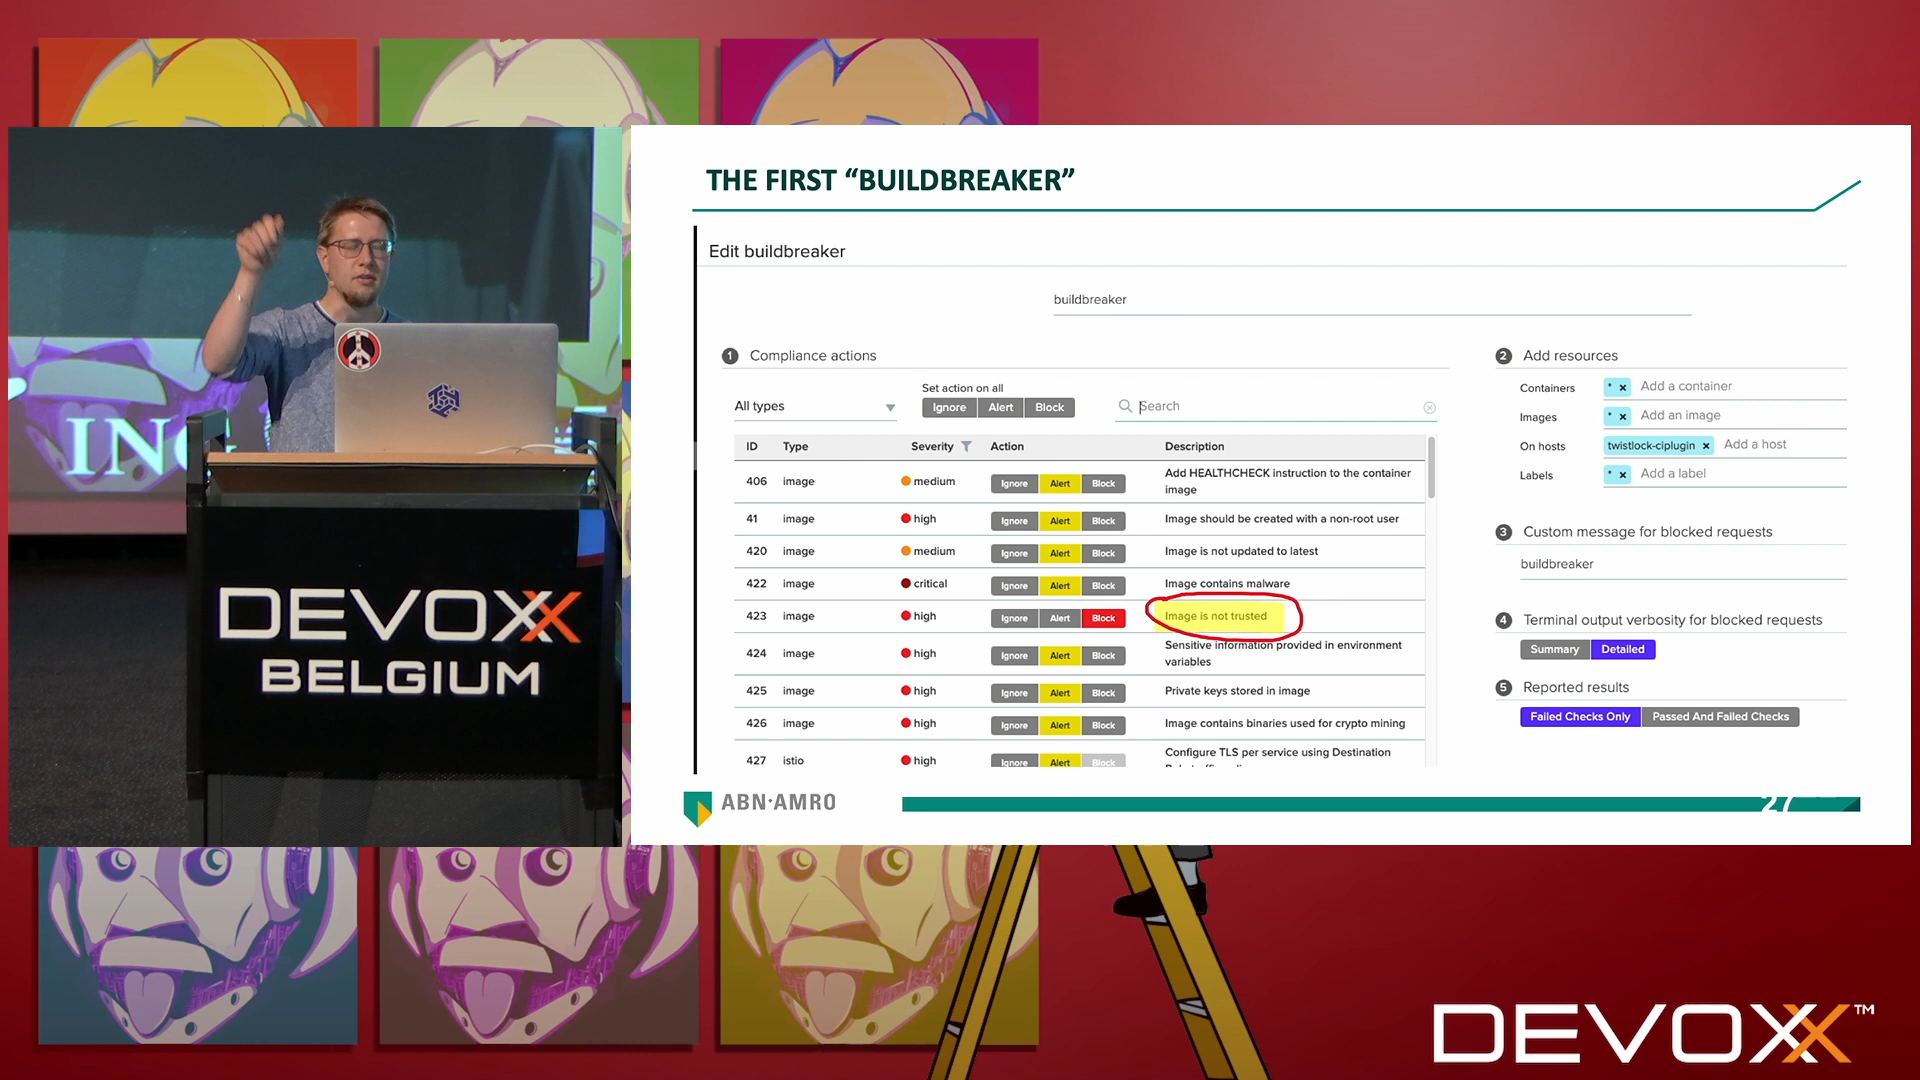 THE FIRST “BUILDBREAKER”
Edit buildbreaker
buildbreaker
1 Compliance actions
All types
Set action on all
Ignore Alert Block
Search
ID Type Severity Action Description
406 image medium Ignore Alert Block Add HEALTHCHECK instruction to the container
image
41 image high Ignore Alert Block Image should be created with a non-root user
420 image medium Ignore Alert Block Image is not updated to latest
422 image critical Ignore Alert Block Image contains malware
423 image high Ignore Alert Block Image is not trusted
424 image high Ignore Alert Block Sensitive information provided in environment
variables
425 image high Ignore Alert Block Private keys stored in image
426 image high Ignore Alert Block Image contains binaries used for crypto mining
427 istio high Ignore Alert Block Configure TLS per service using Destination
2 Add resources
Containers * × Add a container
Images * × Add an image
On hosts twistlock-ciplugin × Add a host
Labels * × Add a label
3 Custom message for blocked requests
buildbreaker
4 Terminal output verbosity for blocked requests
Summary Detailed
5 Reported results
Failed Checks Only Passed And Failed Checks
ABN·AMRO
27
ING
DEVOXX
BELGIUM
DEVOXX™